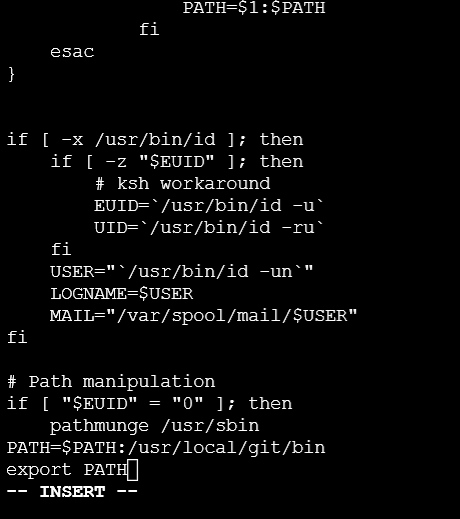 PATH=$1:$PATH
fi
esac
}
if [ -x /usr/bin/id ]; then
if [ -z "$EUID" ]; then
# ksh workaround
EUID=`/usr/bin/id -u`
UID=`/usr/bin/id -ru`
fi
USER="`/usr/bin/id -un`"
LOGNAME=$USER
MAIL="/var/spool/mail/$USER"
fi
# Path manipulation
if [ "$EUID" = "0" ]; then
pathmunge /usr/sbin
PATH=$PATH:/usr/local/git/bin
export PATH
-- INSERT --